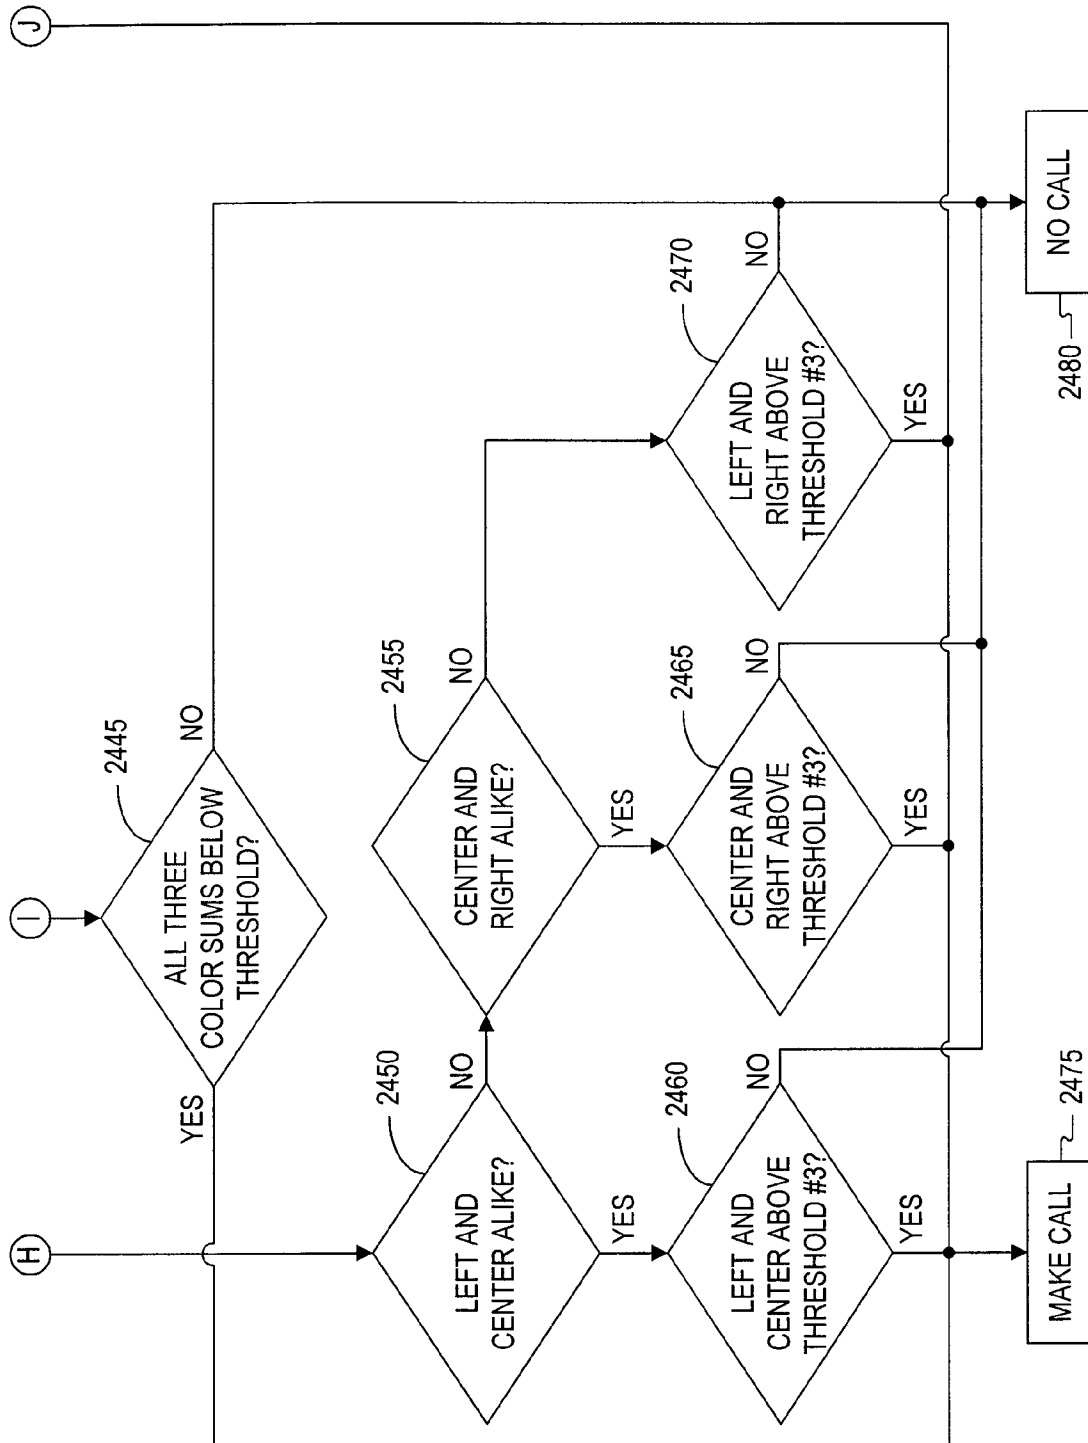 H
I
J
ALL THREE
COLOR SUMS BELOW
THRESHOLD?
2445
YES
NO
LEFT AND
CENTER ALIKE?
2450
NO
YES
CENTER AND
RIGHT ALIKE?
2455
NO
YES
LEFT AND
CENTER ABOVE
THRESHOLD #3?
2460
NO
YES
CENTER AND
RIGHT ABOVE
THRESHOLD #3?
2465
NO
YES
LEFT AND
RIGHT ABOVE
THRESHOLD #3?
2470
NO
YES
MAKE CALL
2475
NO CALL
2480